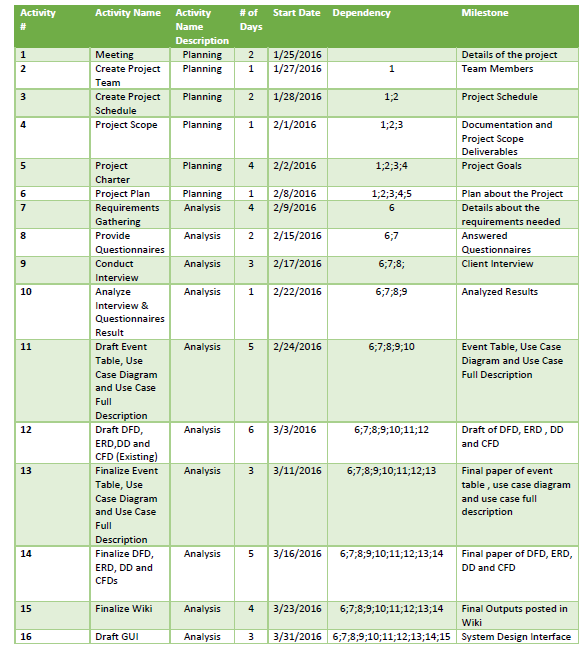 Activity # Activity Name Activity Name Description # of Days Start Date Dependency Milestone
1 Meeting Planning 2 1/25/2016 Details of the project
2 Create Project Team Planning 1 1/27/2016 1 Team Members
3 Create Project Schedule Planning 2 1/28/2016 1;2 Project Schedule
4 Project Scope Planning 1 2/1/2016 1;2;3 Documentation and Project Scope Deliverables
5 Project Charter Planning 4 2/2/2016 1;2;3;4 Project Goals
6 Project Plan Planning 1 2/8/2016 1;2;3;4;5 Plan about the Project
7 Requirements Gathering Analysis 4 2/9/2016 6 Details about the requirements needed
8 Provide Questionnaires Analysis 2 2/15/2016 6;7 Answered Questionnaires
9 Conduct Interview Analysis 3 2/17/2016 6;7;8; Client Interview
10 Analyze Interview & Questionnaires Result Analysis 1 2/22/2016 6;7;8;9 Analyzed Results
11 Draft Event Table, Use Case Diagram and Use Case Full Description Analysis 5 2/24/2016 6;7;8;9;10 Event Table, Use Case Diagram and Use Case Full Description
12 Draft DFD, ERD,DD and CFD (Existing) Analysis 6 3/3/2016 6;7;8;9;10;11;12 Draft of DFD, ERD , DD and CFD
13 Finalize Event Table, Use Case Diagram and Use Case Full Description Analysis 3 3/11/2016 6;7;8;9;10;11;12;13 Final paper of event table , use case diagram and use case full description
14 Finalize DFD, ERD, DD and CFDs Analysis 5 3/16/2016 6;7;8;9;10;11;12;13;14 Final paper of DFD, ERD, DD and CFD
15 Finalize Wiki Analysis 4 3/23/2016 6;7;8;9;10;11;12;13;14 Final Outputs posted in Wiki
16 Draft GUI Analysis 3 3/31/2016 6;7;8;9;10;11;12;13;14;15 System Design Interface